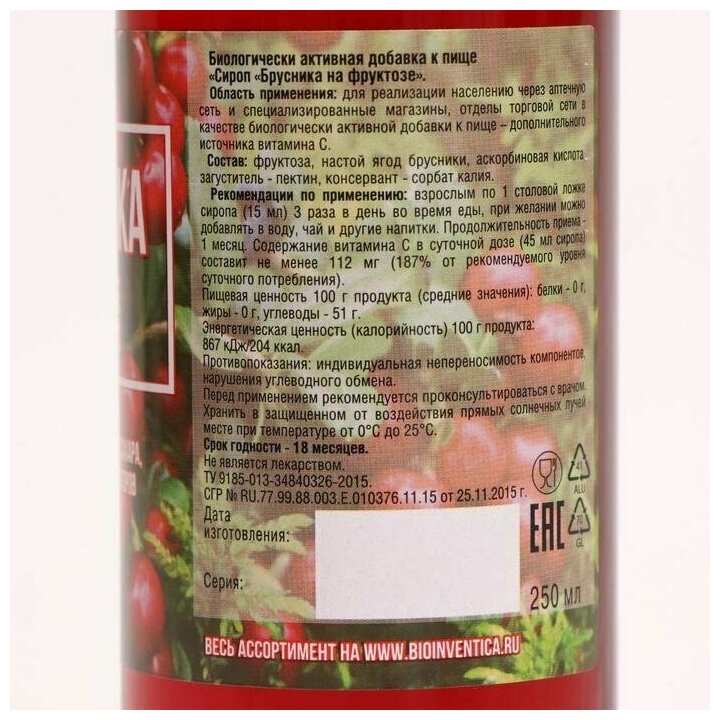 Биологически активная добавка к пище
«Сироп «Брусника на фруктозе».
Область применения: для реализации населению через аптечную
сеть и специализированные магазины, отделы торговой сети в
качестве биологически активной добавки к пище – дополнительного
источника витамина С.
Состав: фруктоза, настой ягод брусники, аскорбиновая кислота,
загуститель - пектин, консервант - сорбат калия.
Рекомендации по применению: взрослым по 1 столовой ложке
сиропа (15 мл) 3 раза в день во время еды, при желании можно
добавлять в воду, чай и другие напитки. Продолжительность приема -
1 месяц. Содержание витамина С в суточной дозе (45 мл сиропа)
составит не менее 112 мг (187% от рекомендуемого уровня
суточного потребления).
Пищевая ценность 100 г продукта (средние значения): белки - 0 г,
жиры - 0 г, углеводы - 51 г.
Энергетическая ценность (калорийность) 100 г продукта:
867 кДж/204 ккал.
Противопоказания: индивидуальная непереносимость компонентов,
нарушения углеводного обмена.
Перед применением рекомендуется проконсультироваться с врачом.
Хранить в защищенном от воздействия прямых солнечных лучей
месте при температуре от 0°С до 25°С.
Срок годности - 18 месяцев.
Не является лекарством.
ТУ 9185-013-34840326-2015.
СГР № RU.77.99.88.003.Е.010376.11.15 от 25.11.2015 г.
Дата
изготовления:
Серия:
41
ALU
EAC
70
GL
250 мл
ВЕСЬ АССОРТИМЕНТ НА WWW.BIOINVENTICA.RU
КА